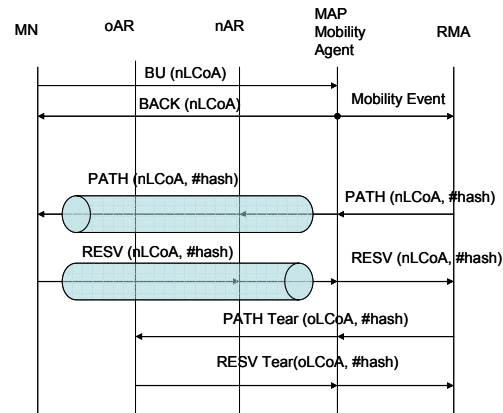 MN
oAR
nAR
MAP
Mobility
Agent
RMA
BU (nLCoA)
BACK (nLCoA)
Mobility Event
PATH (nLCoA, #hash)
PATH (nLCoA, #hash)
RESV (nLCoA, #hash)
RESV (nLCoA, #hash)
PATH Tear (oLCoA, #hash)
RESV Tear(oLCoA, #hash)